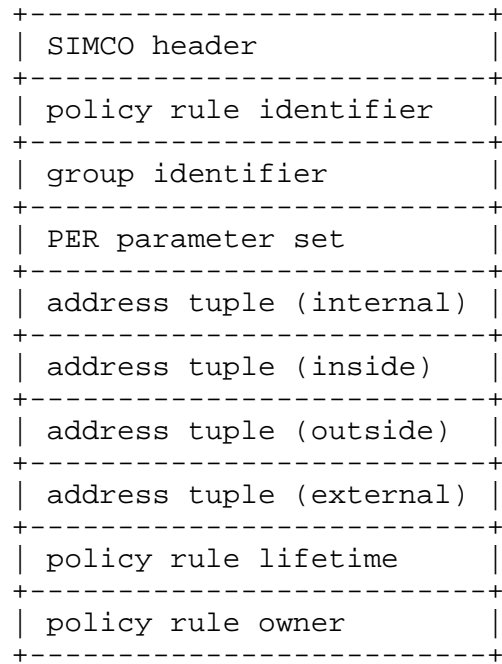 +--------------------------+
| SIMCO header             |
+--------------------------+
| policy rule identifier   |
+--------------------------+
| group identifier         |
+--------------------------+
| PER parameter set        |
+--------------------------+
| address tuple (internal) |
+--------------------------+
| address tuple (inside)   |
+--------------------------+
| address tuple (outside)  |
+--------------------------+
| address tuple (external) |
+--------------------------+
| policy rule lifetime     |
+--------------------------+
| policy rule owner        |
+--------------------------+